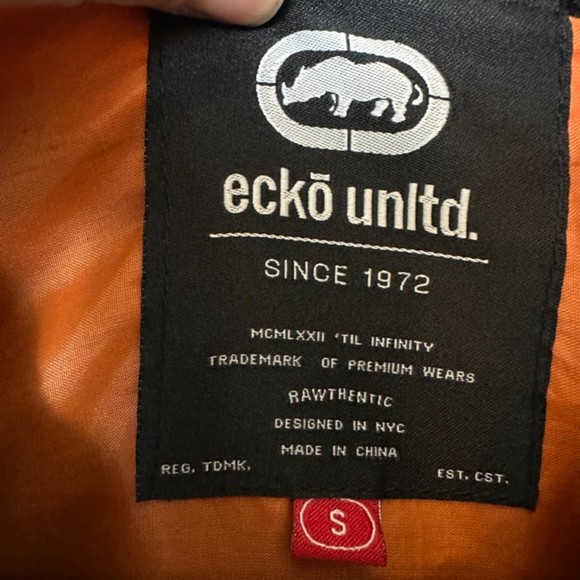 eckō unltd.
SINCE 1972
MCMLXXII 'TIL INFINITY
TRADEMARK OF PREMIUM WEARS
RAWTHENTIC
DESIGNED IN NYC
MADE IN CHINA
REG. TDMK. EST. CST.
S